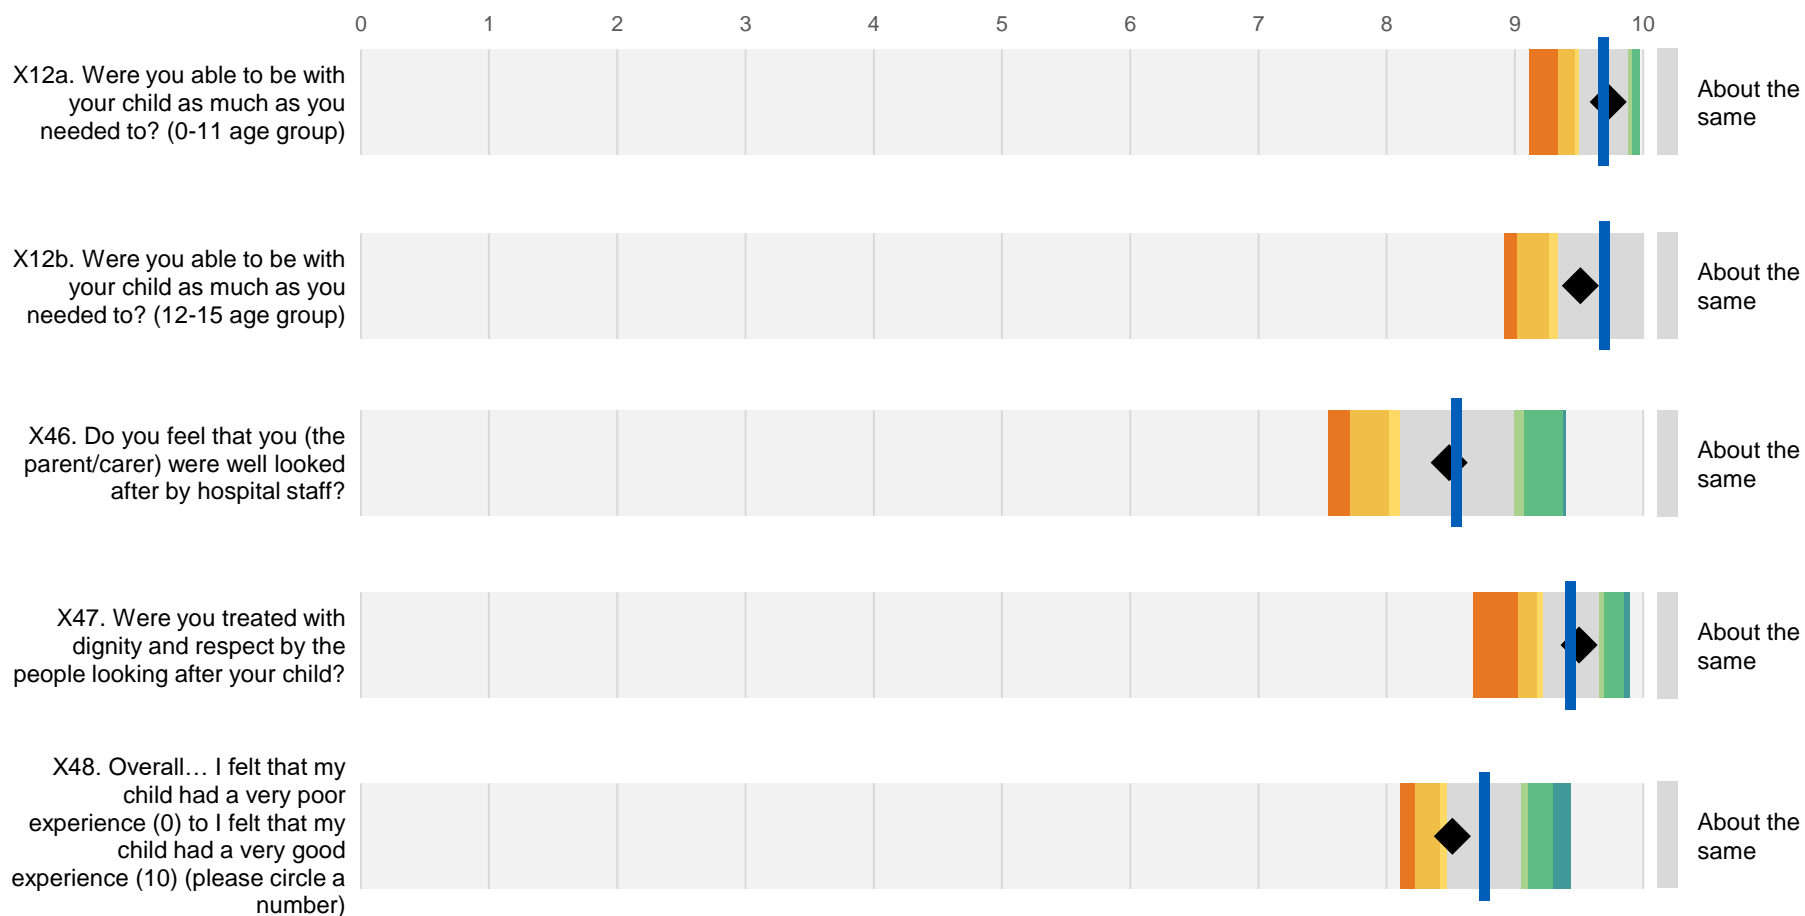 0 1 2 3 4 5 6 7 8 9 10
X12a. Were you able to be with
your child as much as you
needed to? (0-11 age group)
About the
same
X12b. Were you able to be with
your child as much as you
needed to? (12-15 age group)
About the
same
X46. Do you feel that you (the
parent/carer) were well looked
after by hospital staff?
About the
same
X47. Were you treated with
dignity and respect by the
people looking after your child?
About the
same
X48. Overall… I felt that my
child had a very poor
experience (0) to I felt that my
child had a very good
experience (10) (please circle a
number)
About the
same